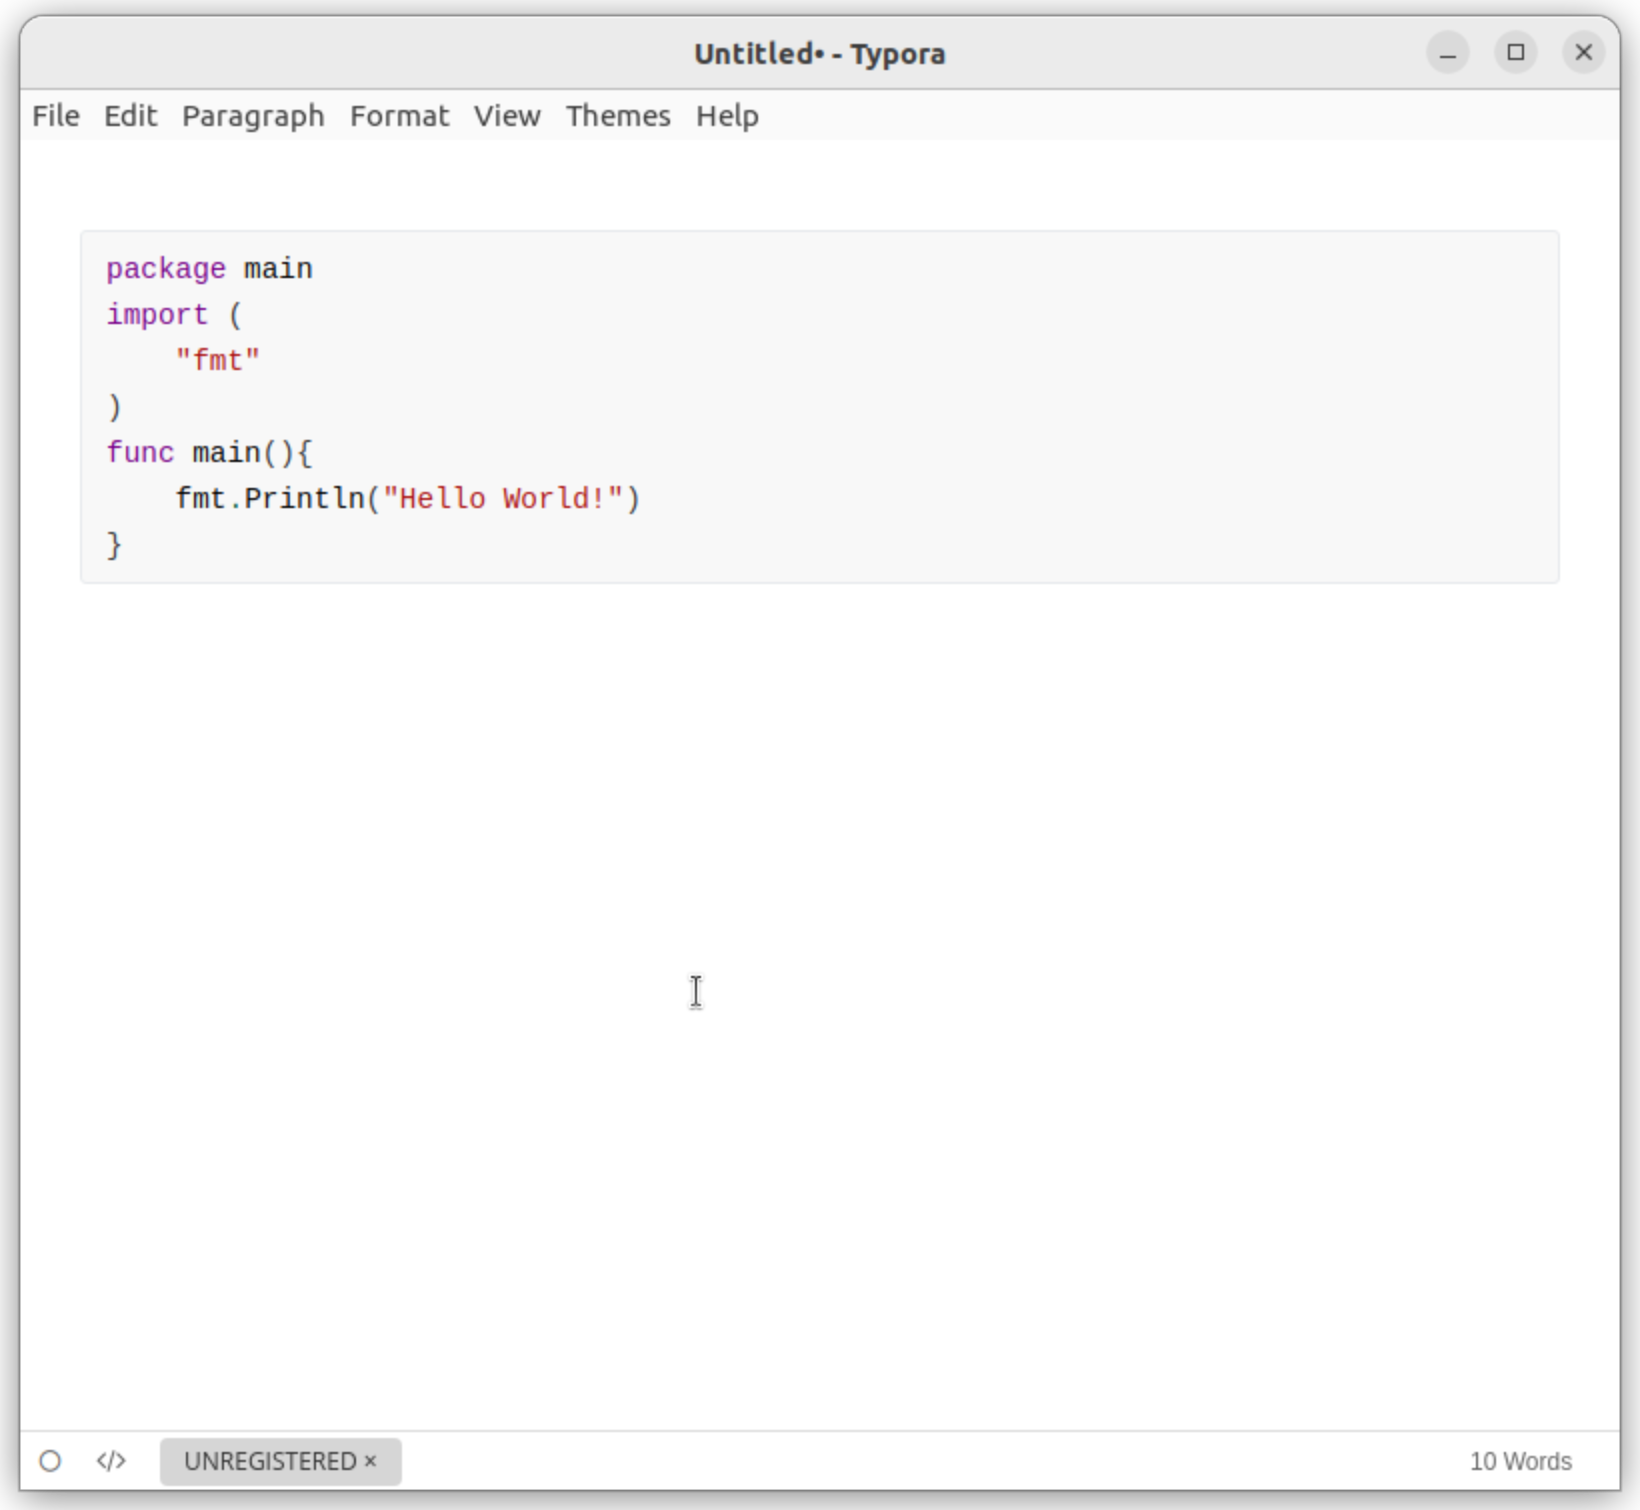 Untitled• - Typora
File Edit Paragraph Format View Themes Help
package main
import (
    "fmt"
)
func main(){
    fmt.Println("Hello World!")
}
</> UNREGISTERED × 10 Words